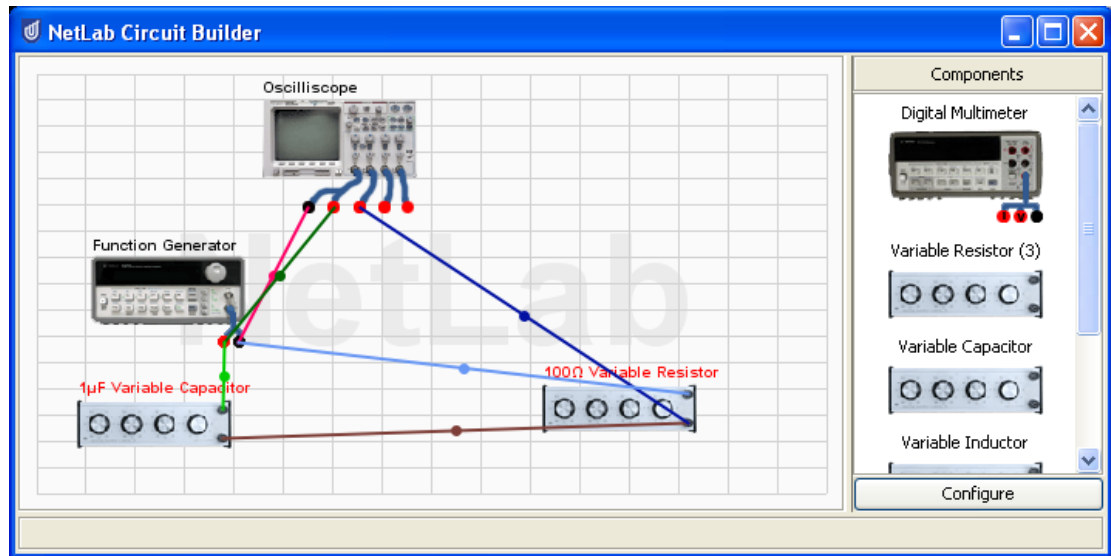 NetLab Circuit Builder
Oscilliscope
Function Generator
NetLab
1μF Variable Capacitor
100Ω Variable Resistor
Components
Digital Multimeter
I V
Variable Resistor (3)
Variable Capacitor
Variable Inductor
Configure